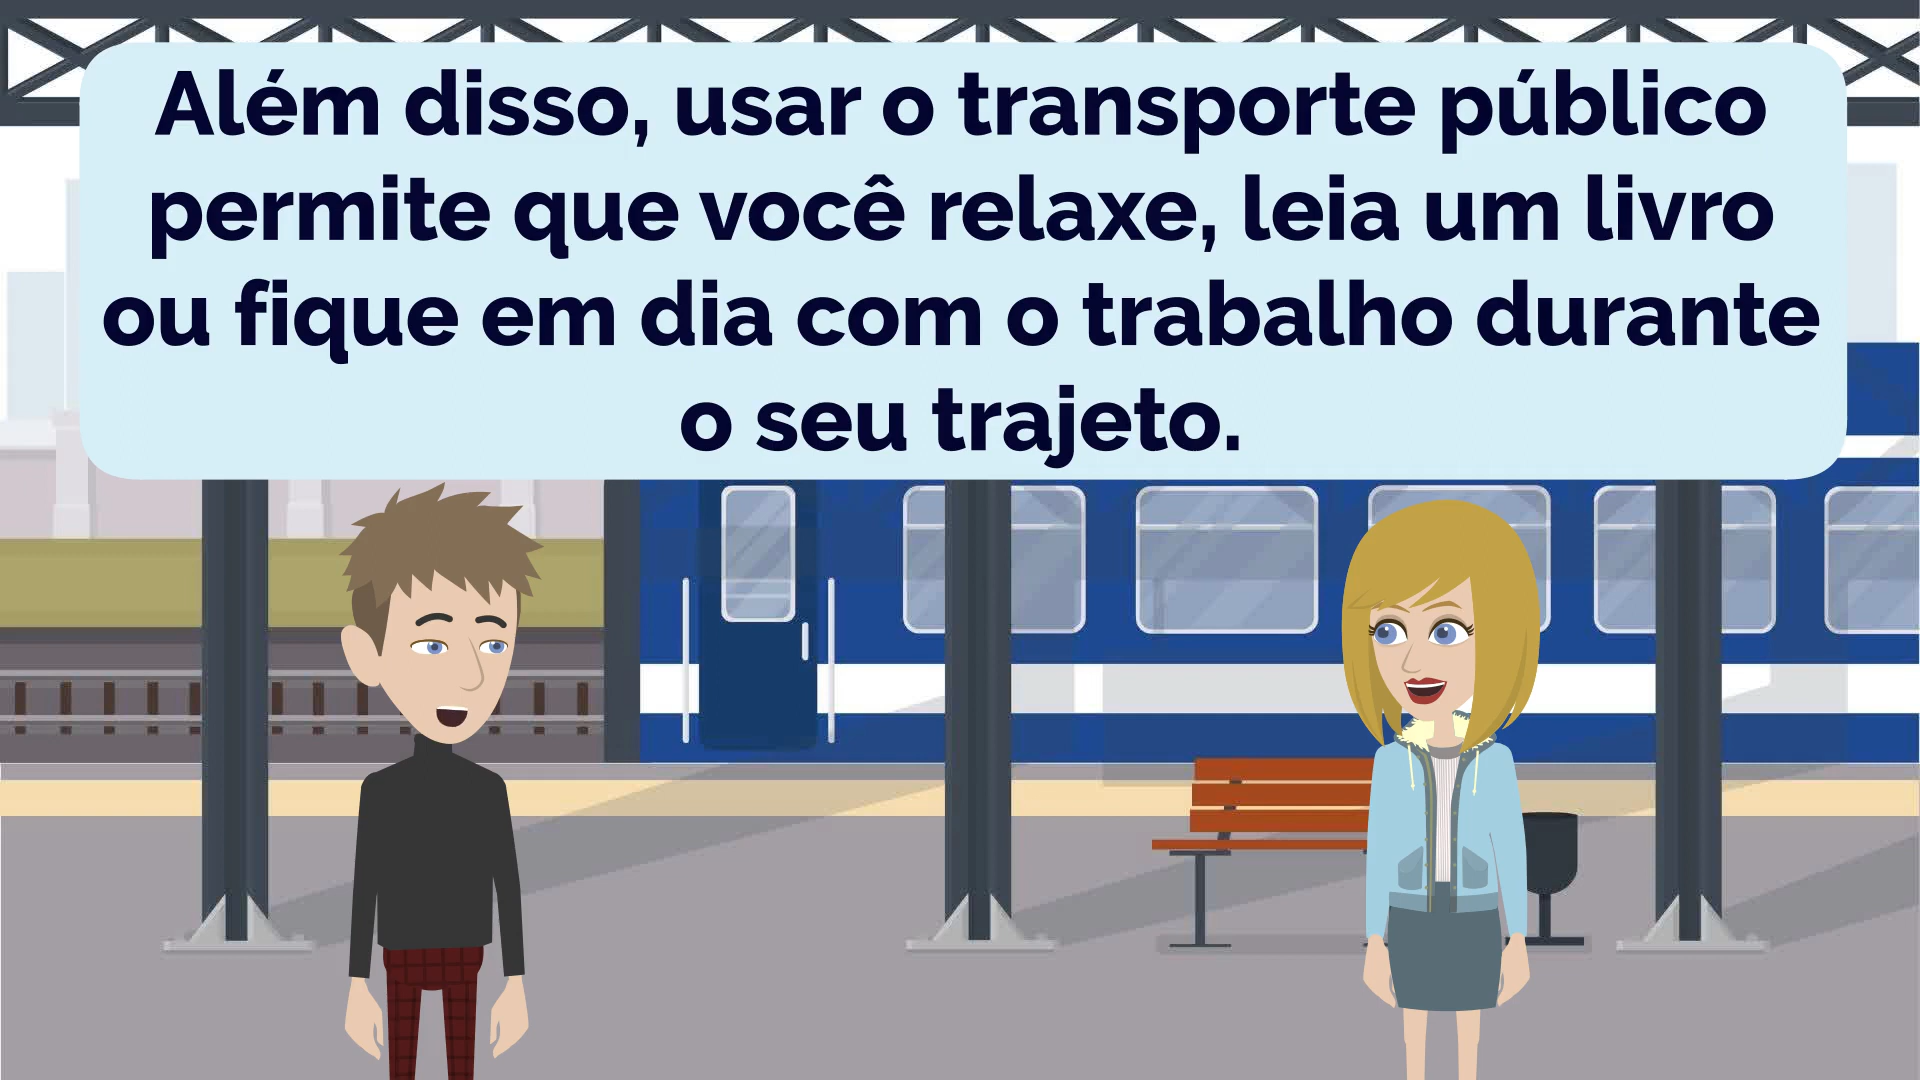 Além disso, usar o transporte público
permite que você relaxe, leia um livro
ou fique em dia com o trabalho durante
o seu trajeto.